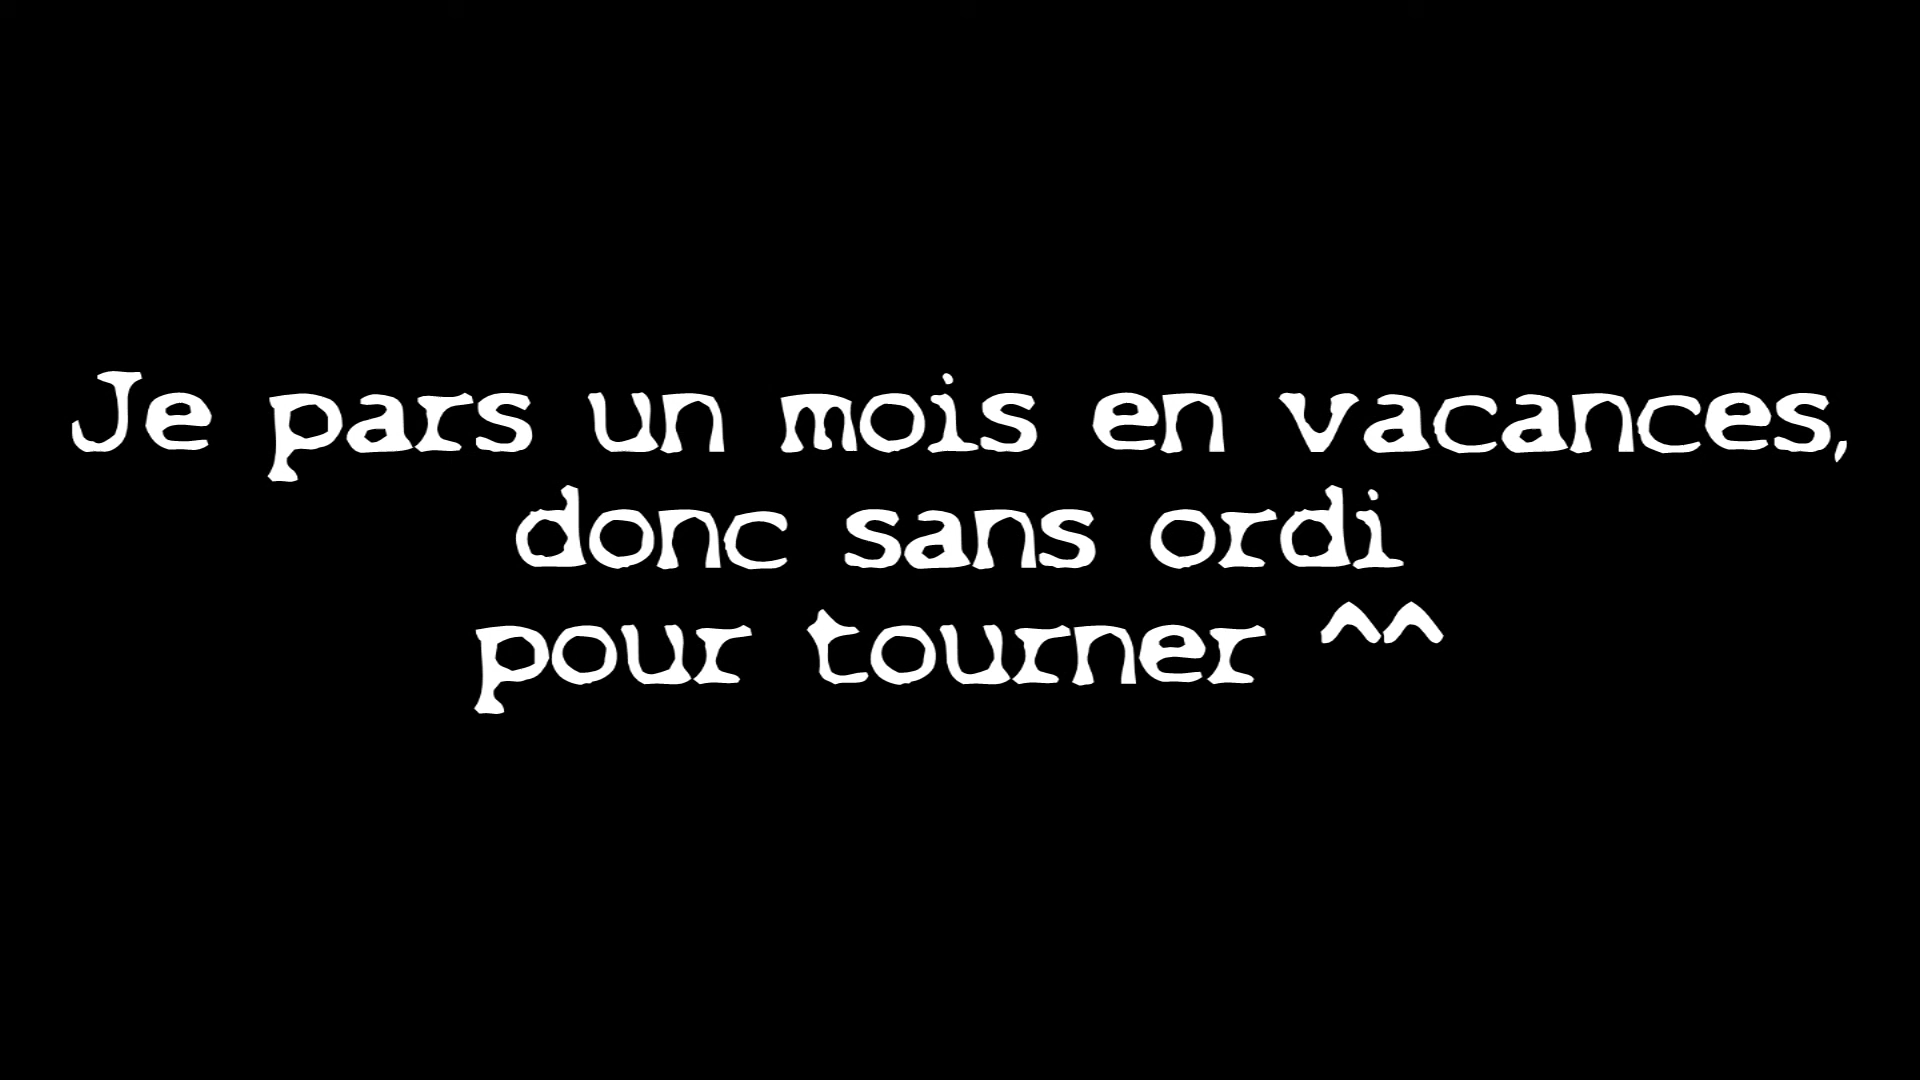 Je pars un mois en vacances,
donc sans ordi
pour tourner ^^